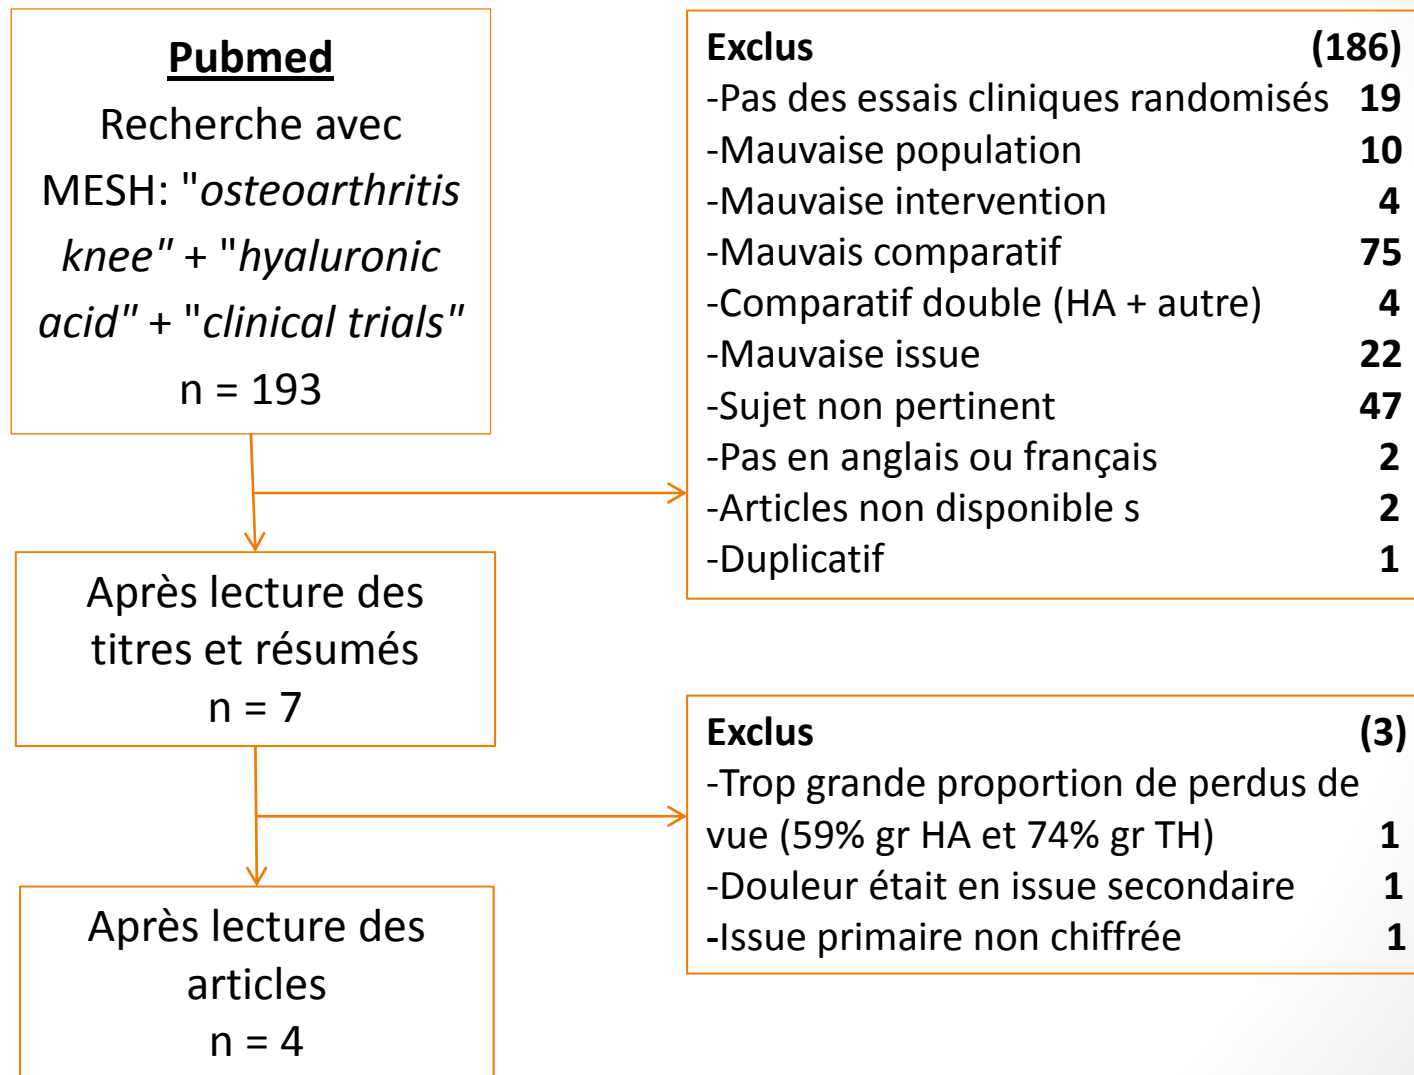 Pubmed
Recherche avec
MESH: "osteoarthritis
knee" + "hyaluronic
acid" + "clinical trials"
n = 193
Exclus (186)
-Pas des essais cliniques randomisés 19
-Mauvaise population 10
-Mauvaise intervention 4
-Mauvais comparatif 75
-Comparatif double (HA + autre) 4
-Mauvaise issue 22
-Sujet non pertinent 47
-Pas en anglais ou français 2
-Articles non disponible s 2
-Duplicatif 1
Après lecture des
titres et résumés
n = 7
Exclus (3)
-Trop grande proportion de perdus de
vue (59% gr HA et 74% gr TH) 1
-Douleur était en issue secondaire 1
-Issue primaire non chiffrée 1
Après lecture des
articles
n = 4